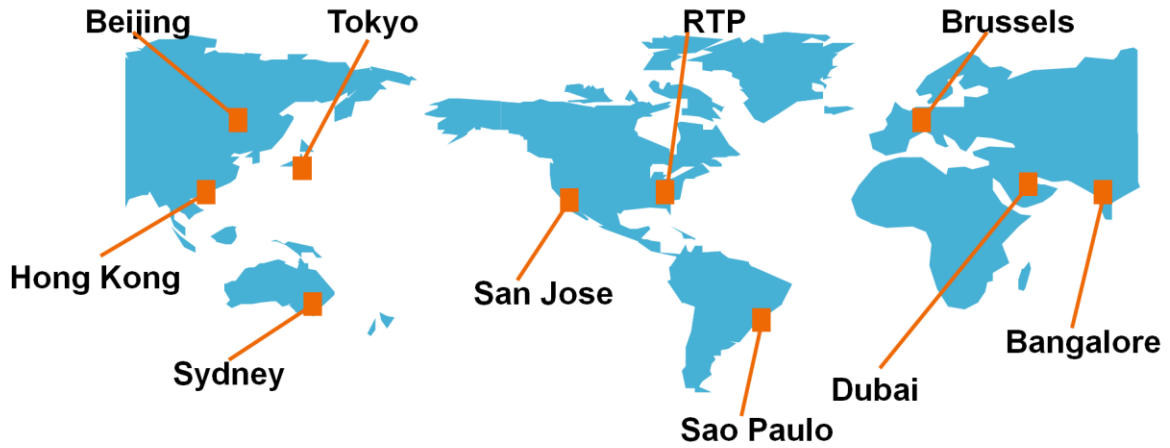 Beijing
Tokyo
RTP
Brussels
Hong Kong
San Jose
Sydney
Bangalore
Dubai
Sao Paulo